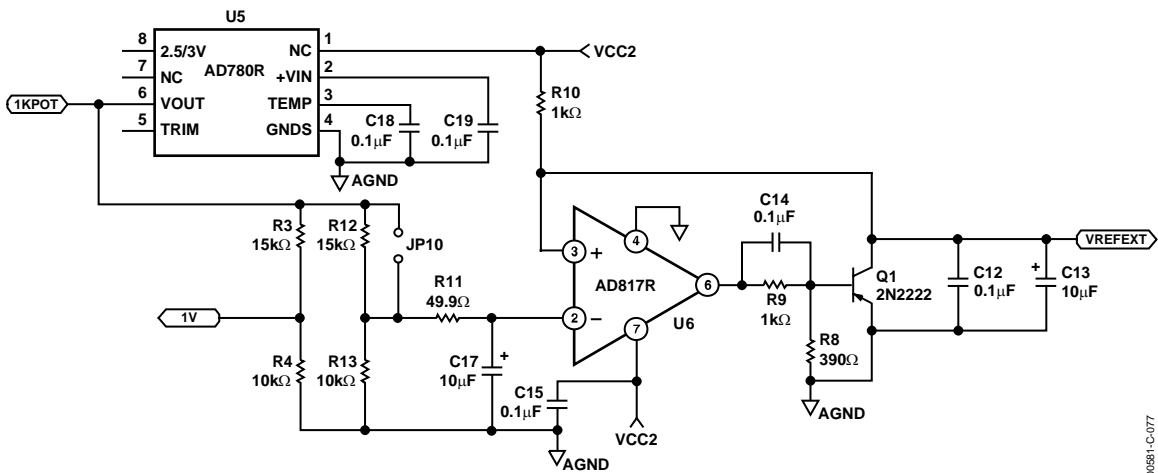 U5
8
2.5/3V
NC
1
VCC2
7
NC
AD780R
+VIN
2
1KPOT
6
VOUT
TEMP
3
5
TRIM
GNDS
4
C18
0.1μF
C19
0.1μF
R10
1kΩ
AGND
R3
15kΩ
R12
15kΩ
JP10
C14
0.1μF
4
3
+
VREFEXT
R11
49.9Ω
AD817R
6
R9
1kΩ
Q1
2N2222
C12
0.1μF
+
C13
10μF
1V
2
–
U6
7
R8
390Ω
R4
10kΩ
R13
10kΩ
C17
10μF
+
C15
0.1μF
AGND
VCC2
AGND
00581-C-077